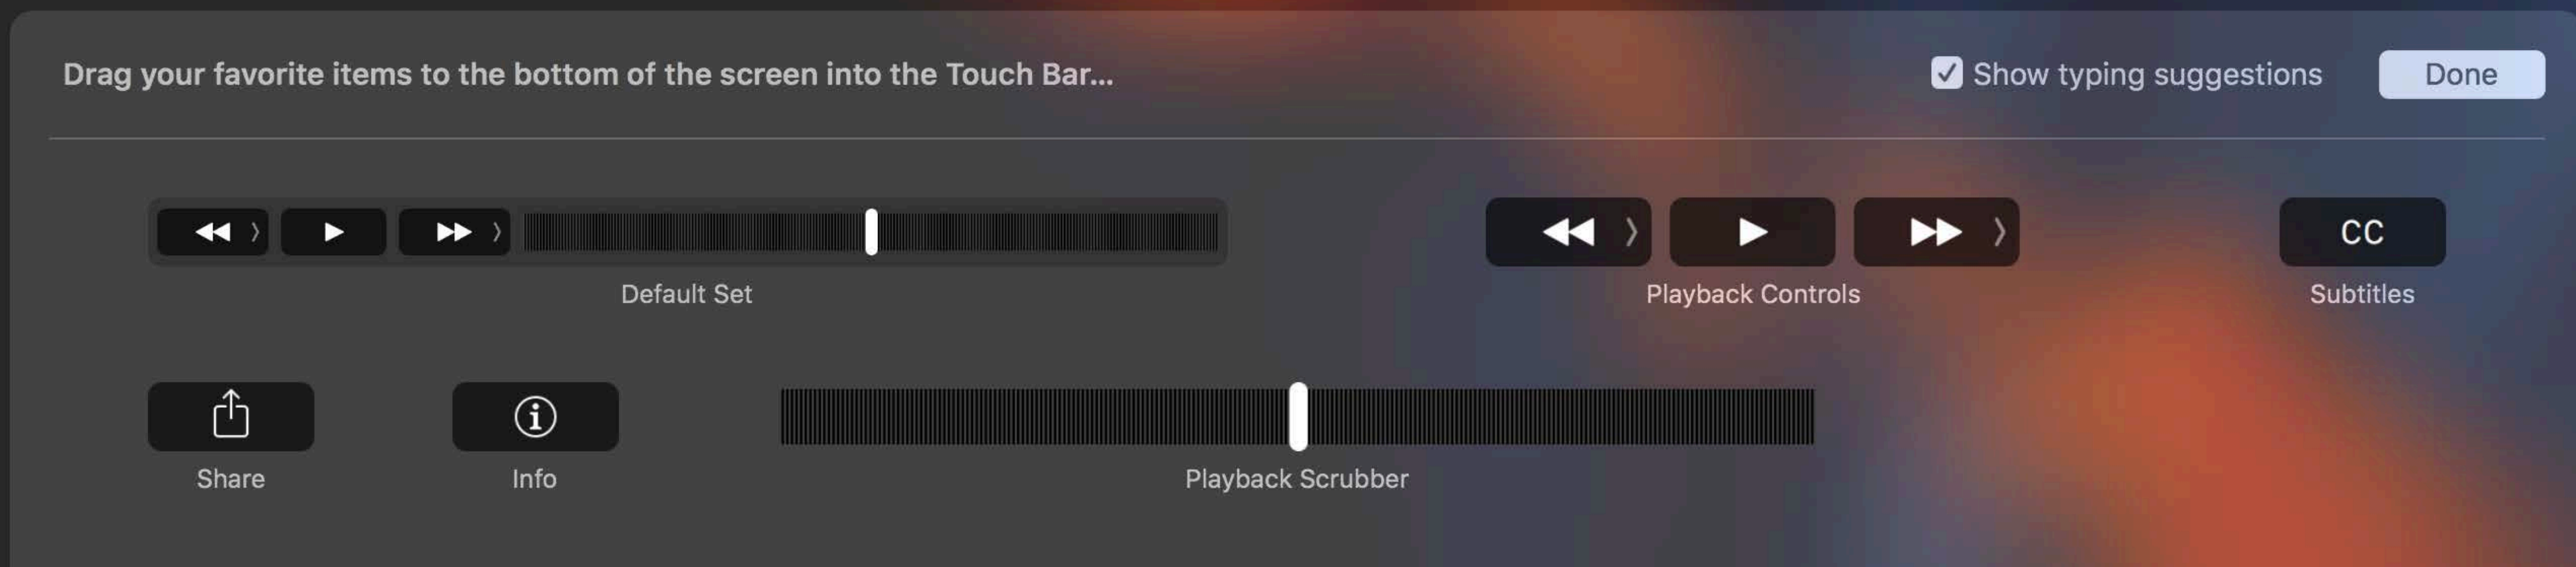 Drag your favorite items to the bottom of the screen into the Touch Bar...
Show typing suggestions
Done
Default Set
Playback Controls
CC
Subtitles
Share
Info
Playback Scrubber